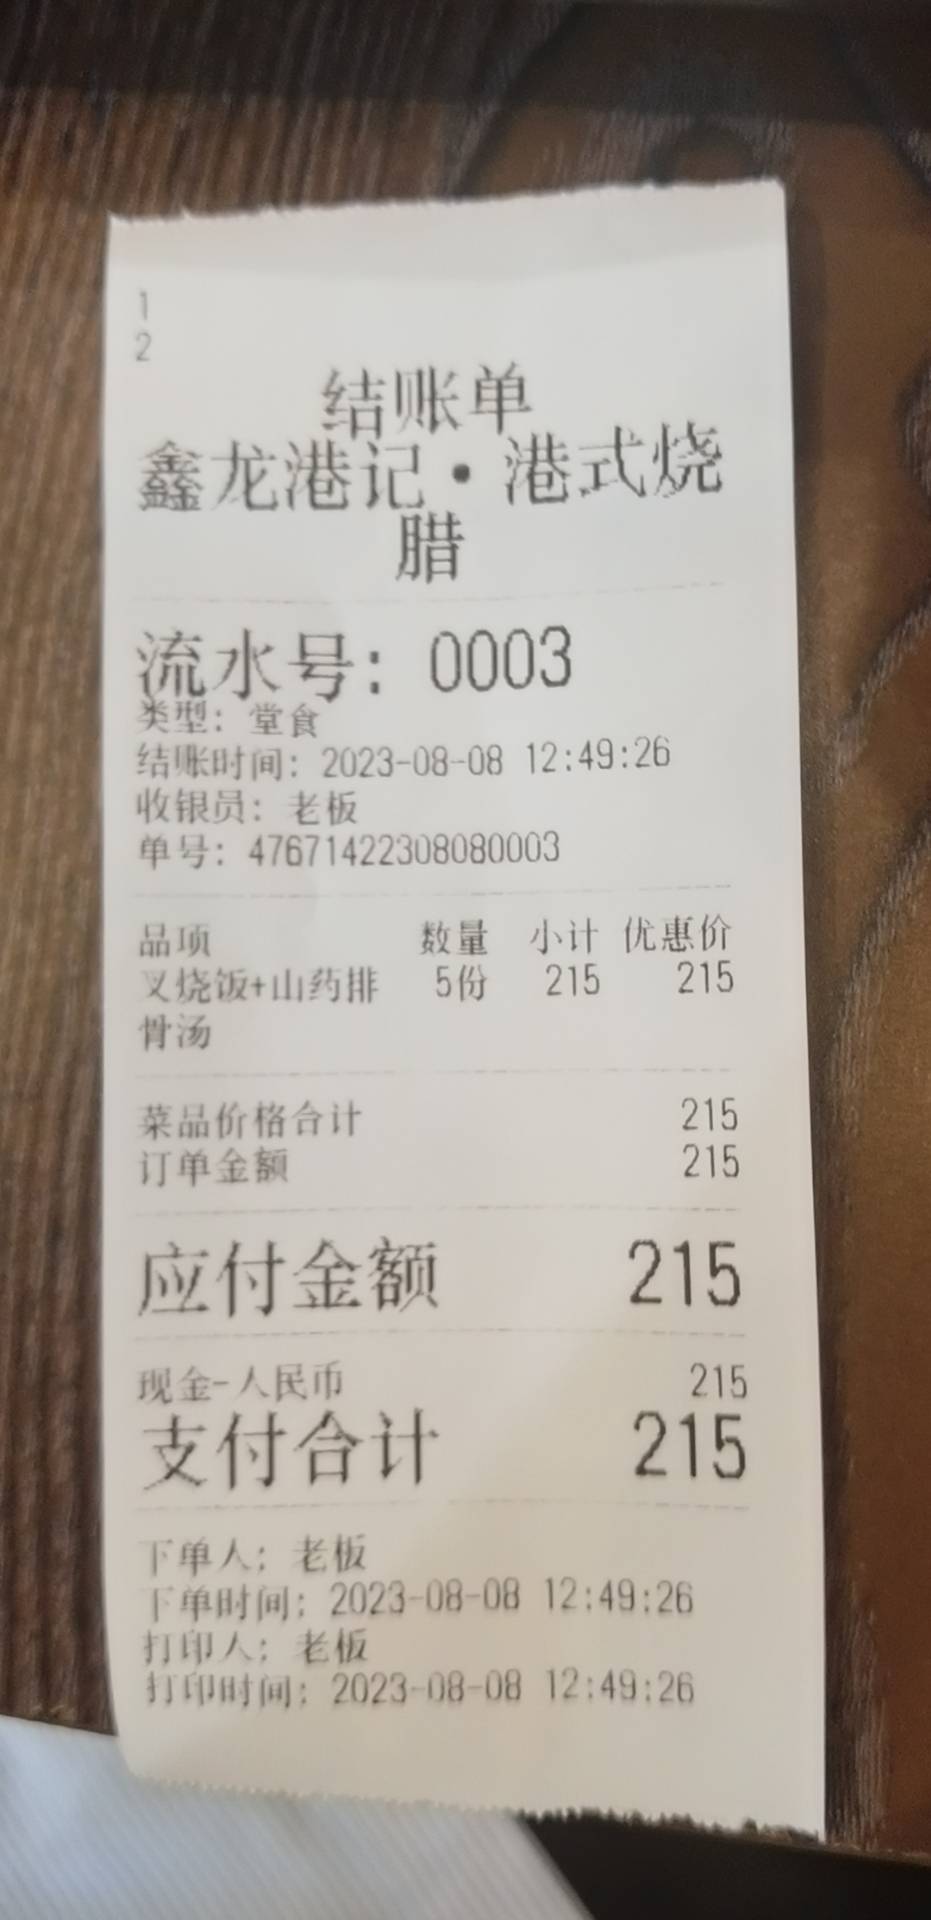 1
2
结账单
鑫龙港记·港式烧
腊
流水号: 0003
类型: 堂食
结账时间: 2023-08-08 12:49:26
收银员: 老板
单号: 47671422308080003
品项 数量 小计 优惠价
叉烧饭+山药排 5份 215 215
骨汤
菜品价格合计 215
订单金额 215
应付金额 215
现金-人民币 215
支付合计 215
下单人: 老板
下单时间: 2023-08-08 12:49:26
打印人: 老板
打印时间: 2023-08-08 12:49:26